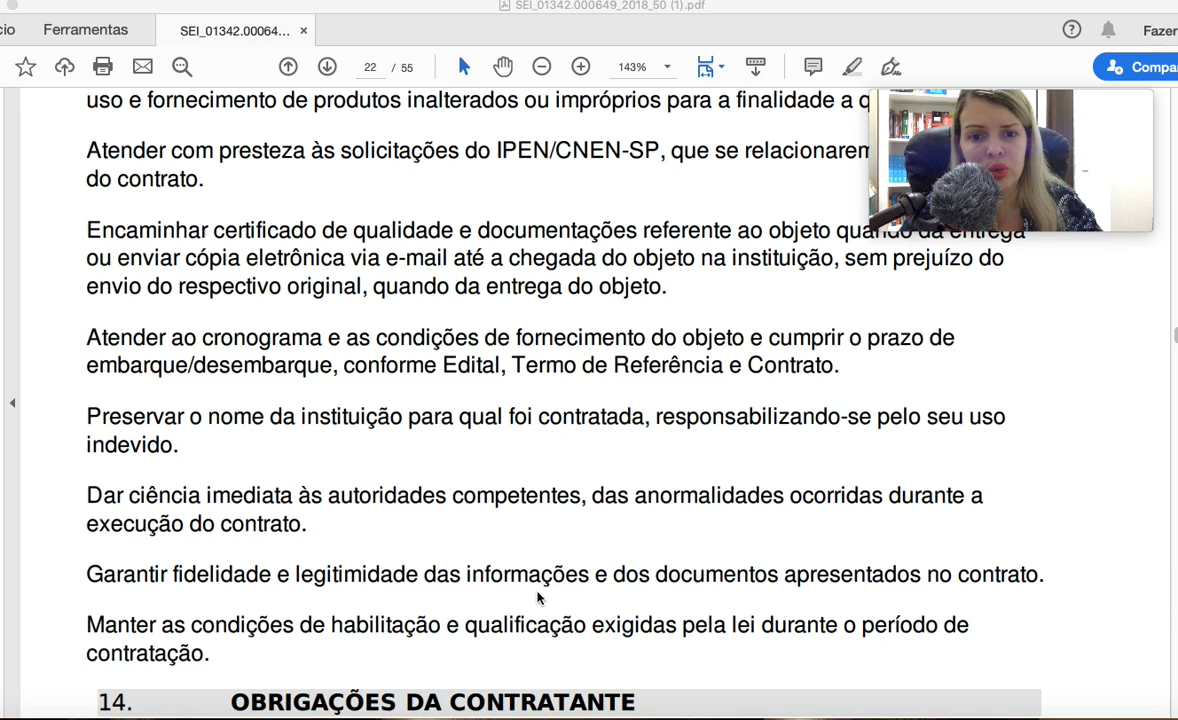 SEI_01342.000649_2018_50 (1).pdf
cio
Ferramentas
SEI_01342.00064... ×
?
Fazer
22 / 55
143%
Compa
uso e fornecimento de produtos inalterados ou impróprios para a finalidade a q
Atender com presteza às solicitações do IPEN/CNEN-SP, que se relacionarem
do contrato.
Encaminhar certificado de qualidade e documentações referente ao objeto quando da entrega
ou enviar cópia eletrônica via e-mail até a chegada do objeto na instituição, sem prejuízo do
envio do respectivo original, quando da entrega do objeto.
Atender ao cronograma e as condições de fornecimento do objeto e cumprir o prazo de
embarque/desembarque, conforme Edital, Termo de Referência e Contrato.
Preservar o nome da instituição para qual foi contratada, responsabilizando-se pelo seu uso
indevido.
Dar ciência imediata às autoridades competentes, das anormalidades ocorridas durante a
execução do contrato.
Garantir fidelidade e legitimidade das informações e dos documentos apresentados no contrato.
Manter as condições de habilitação e qualificação exigidas pela lei durante o período de
contratação.
14. OBRIGAÇÕES DA CONTRATANTE